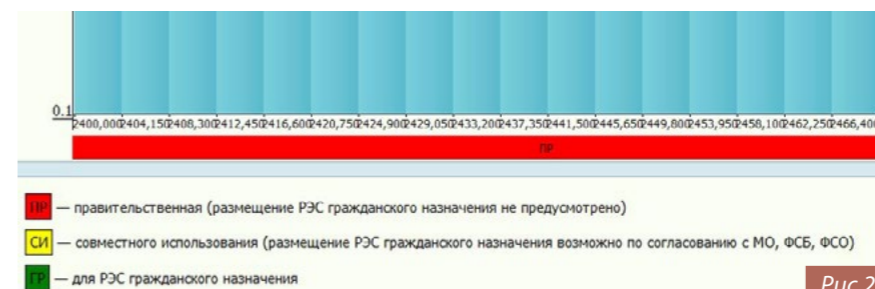 0.1
2400,000 2404,150 2408,300 2412,450 2416,600 2420,750 2424,900 2429,050 2433,200 2437,350 2441,500 2445,650 2449,800 2453,950 2458,100 2462,250 2466,400
ПР
ПР — правительственная (размещение РЭС гражданского назначения не предусмотрено)
СИ — совместного использования (размещение РЭС гражданского назначения возможно по согласованию с МО, ФСБ, ФСО)
ГР — для РЭС гражданского назначения
Рис 2